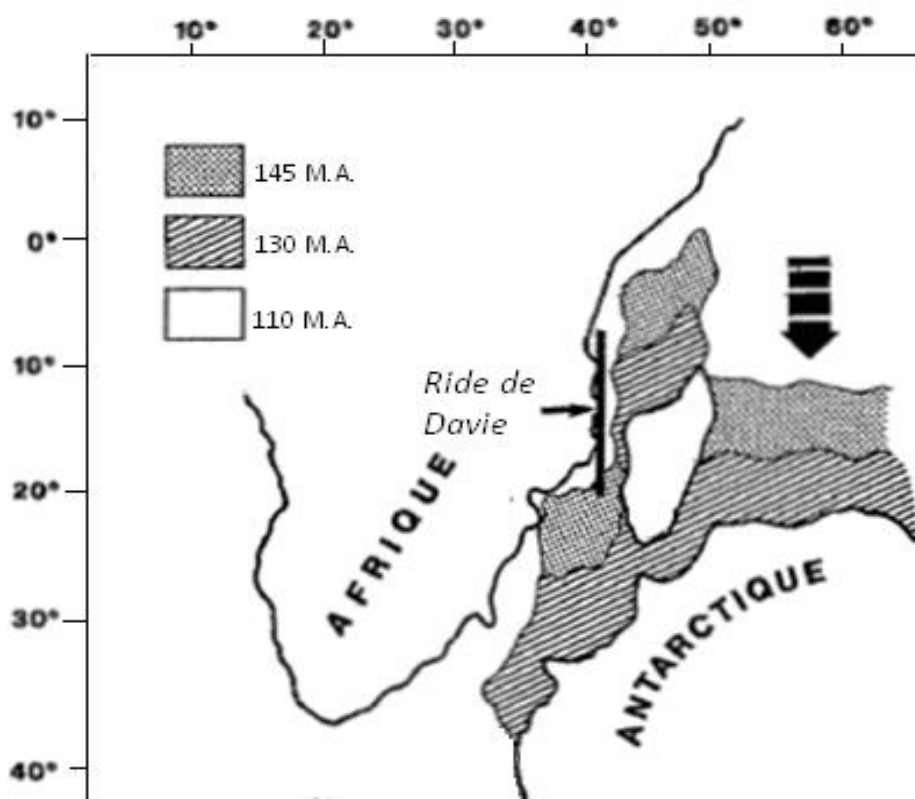 10° 20° 30° 40° 50° 60°
10°
0°
10°
20°
30°
40°
145 M.A.
130 M.A.
110 M.A.
Ride de
Davie
AFRIQUE
ANTARCTIQUE